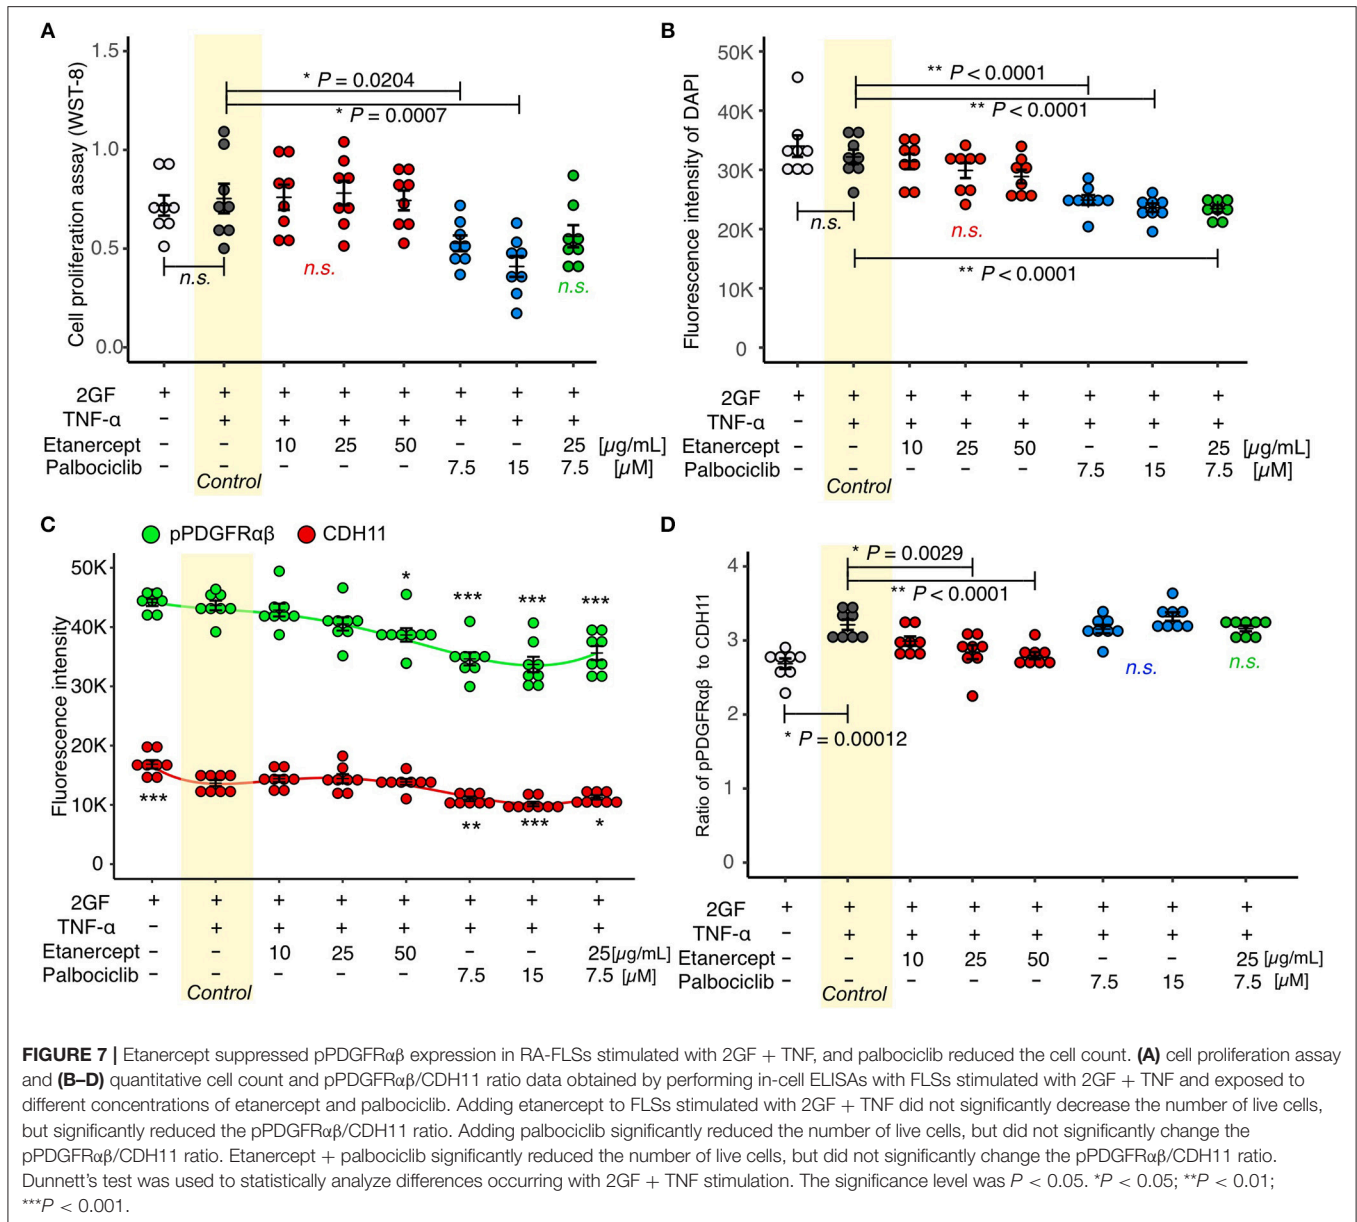 A
Cell proliferation assay (WST-8)
1.5
1.0
0.5
0.0
* P = 0.0204
* P = 0.0007
n.s.
n.s.
n.s.
2GF + + + + + + + +
TNF-α − + + + + + + +
Etanercept − − 10 25 50 − − 25 [µg/mL]
Palbociclib − − − − − 7.5 15 7.5 [µM]
Control
B
Fluorescence intensity of DAPI
50K
40K
30K
20K
10K
0
** P < 0.0001
** P < 0.0001
n.s.
n.s.
** P < 0.0001
2GF + + + + + + + +
TNF-α − + + + + + + +
Etanercept − − 10 25 50 − − 25 [µg/mL]
Palbociclib − − − − − 7.5 15 7.5 [µM]
Control
C
pPDGFRαβ CDH11
Fluorescence intensity
50K
40K
30K
20K
10K
0
* *** *** ***
*** ** *** *
2GF + + + + + + + +
TNF-α − + + + + + + +
Etanercept − − 10 25 50 − − 25 [µg/mL]
Palbociclib − − − − − 7.5 15 7.5 [µM]
Control
D
Ratio of pPDGFRαβ to CDH11
4
3
2
1
0
* P = 0.0029
** P < 0.0001
n.s.
n.s.
* P = 0.00012
2GF + + + + + + + +
TNF-α − + + + + + + +
Etanercept − − 10 25 50 − − 25 [µg/mL]
Palbociclib − − − − − 7.5 15 7.5 [µM]
Control
FIGURE 7 | Etanercept suppressed pPDGFRαβ expression in RA-FLSs stimulated with 2GF + TNF, and palbociclib reduced the cell count. (A) cell proliferation assay
and (B–D) quantitative cell count and pPDGFRαβ/CDH11 ratio data obtained by performing in-cell ELISAs with FLSs stimulated with 2GF + TNF and exposed to
different concentrations of etanercept and palbociclib. Adding etanercept to FLSs stimulated with 2GF + TNF did not significantly decrease the number of live cells,
but significantly reduced the pPDGFRαβ/CDH11 ratio. Adding palbociclib significantly reduced the number of live cells, but did not significantly change the
pPDGFRαβ/CDH11 ratio. Etanercept + palbociclib significantly reduced the number of live cells, but did not significantly change the pPDGFRαβ/CDH11 ratio.
Dunnett's test was used to statistically analyze differences occurring with 2GF + TNF stimulation. The significance level was P < 0.05. *P < 0.05; **P < 0.01;
***P < 0.001.